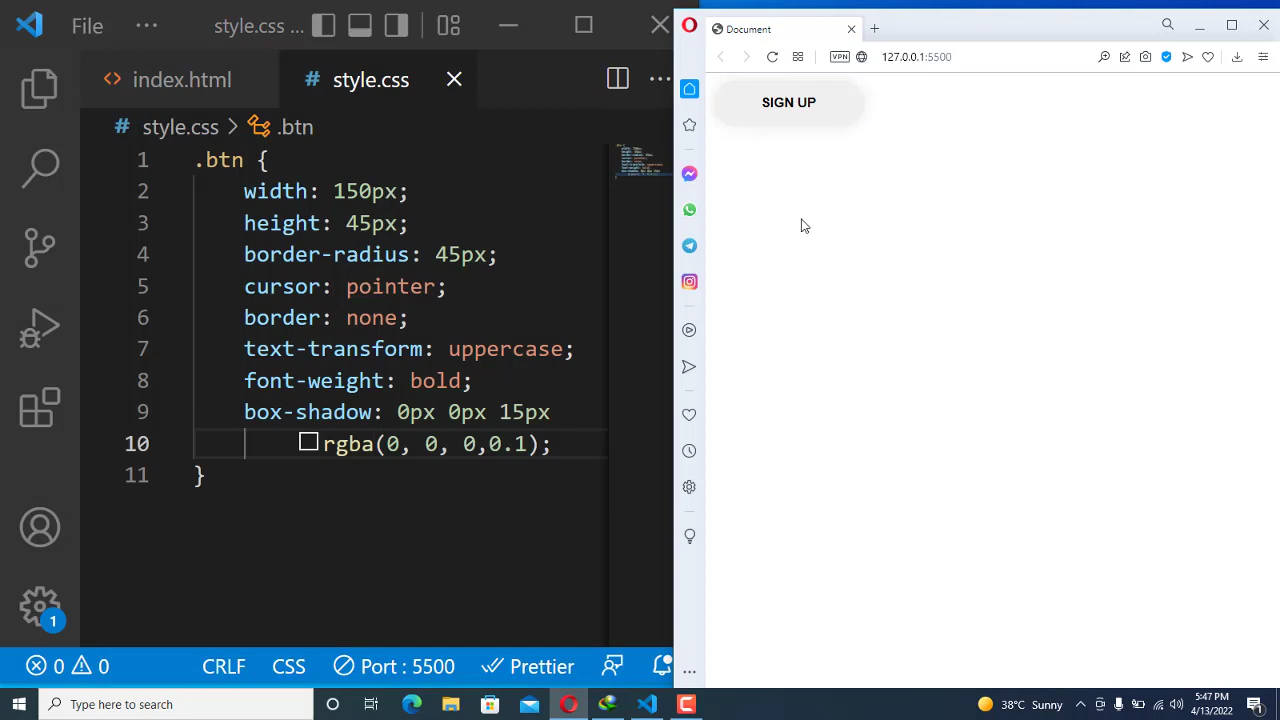 File ··· style.css ...
index.html
style.css
# style.css > .btn
1 .btn {
2 width: 150px;
3 height: 45px;
4 border-radius: 45px;
5 cursor: pointer;
6 border: none;
7 text-transform: uppercase;
8 font-weight: bold;
9 box-shadow: 0px 0px 15px
10 rgba(0, 0, 0,0.1);
11 }
1
0 0 CRLF CSS Port : 5500 Prettier
Document
VPN 127.0.0.1:5500
SIGN UP
Type here to search
38°C Sunny
5:47 PM
4/13/2022
1